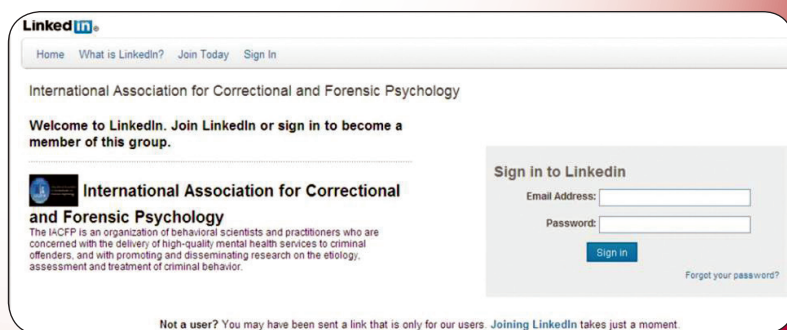 Linked in®
Home What is LinkedIn? Join Today Sign In
International Association for Correctional and Forensic Psychology
Welcome to LinkedIn. Join LinkedIn or sign in to become a
member of this group.
International Association for Correctional
and Forensic Psychology
The IACFP is an organization of behavioral scientists and practitioners who are
concerned with the delivery of high-quality mental health services to criminal
offenders, and with promoting and disseminating research on the etiology,
assessment and treatment of criminal behavior.
Sign in to Linkedin
Email Address:
Password:
Sign in
Forgot your password?
Not a user? You may have been sent a link that is only for our users. Joining LinkedIn takes just a moment.